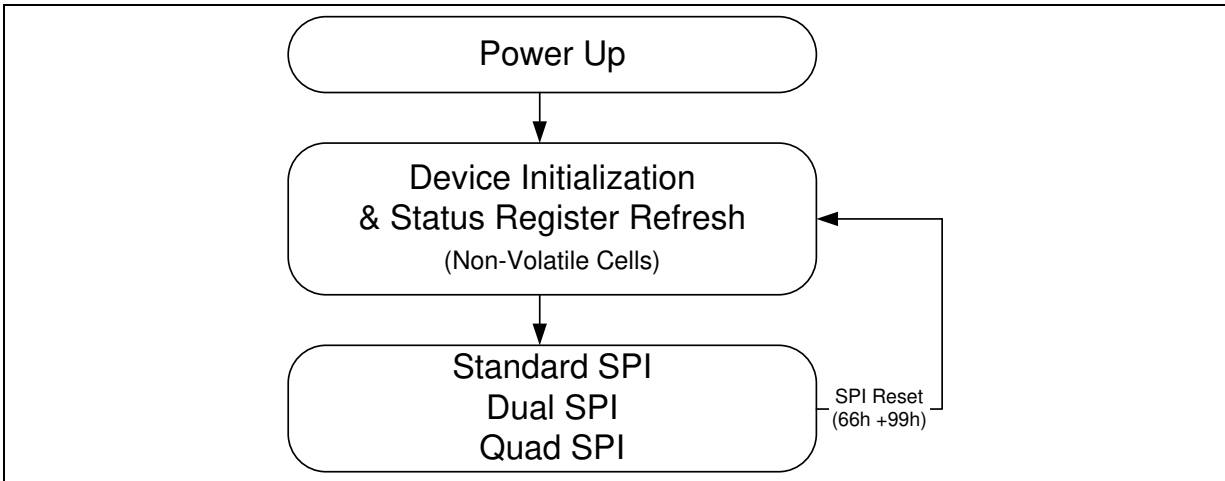 Power Up
Device Initialization
& Status Register Refresh
(Non-Volatile Cells)
Standard SPI
Dual SPI
Quad SPI
SPI Reset
(66h +99h)